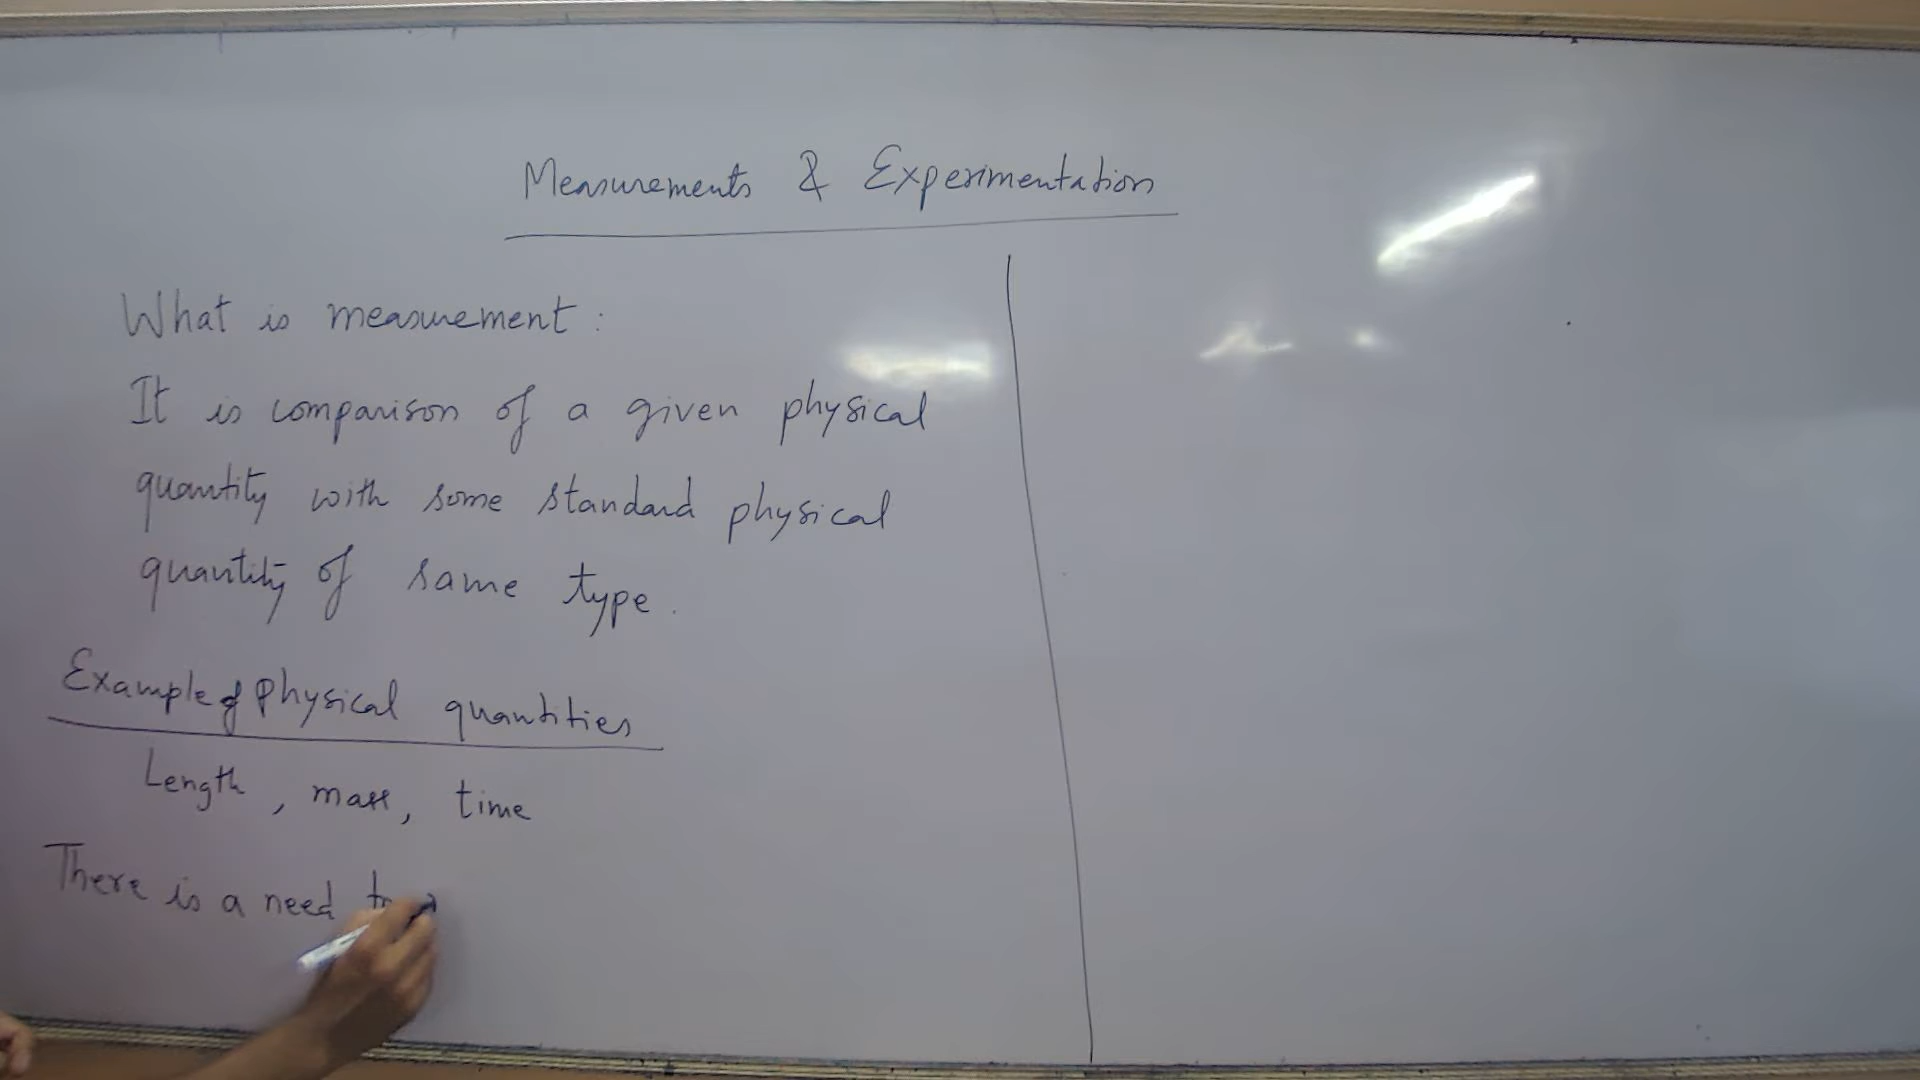 Measurements & Experimentation
What is measurement :
It is comparison of a given physical
quantity with some standard physical
quantity of same type.
Example of Physical quantities
Length, mass, time
There is a need